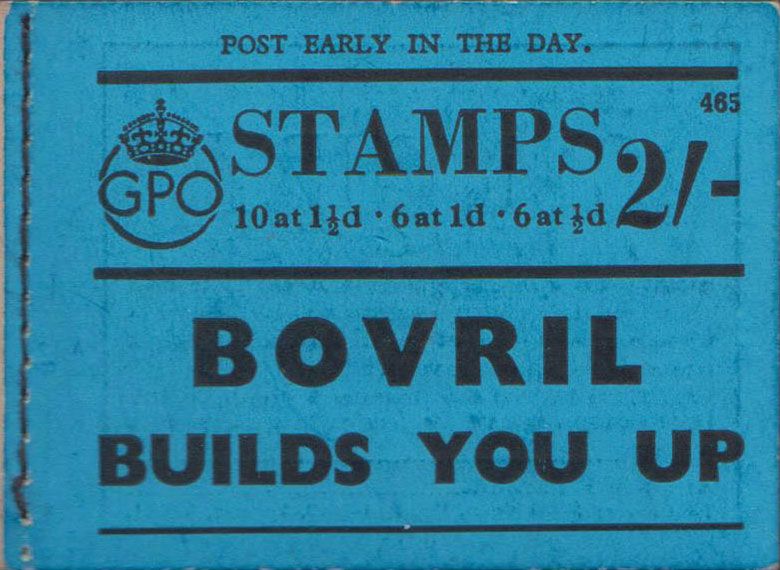 POST EARLY IN THE DAY.
465
STAMPS 2/-
GPO
10 at 1½d · 6 at 1d · 6 at ½d
BOVRIL
BUILDS YOU UP